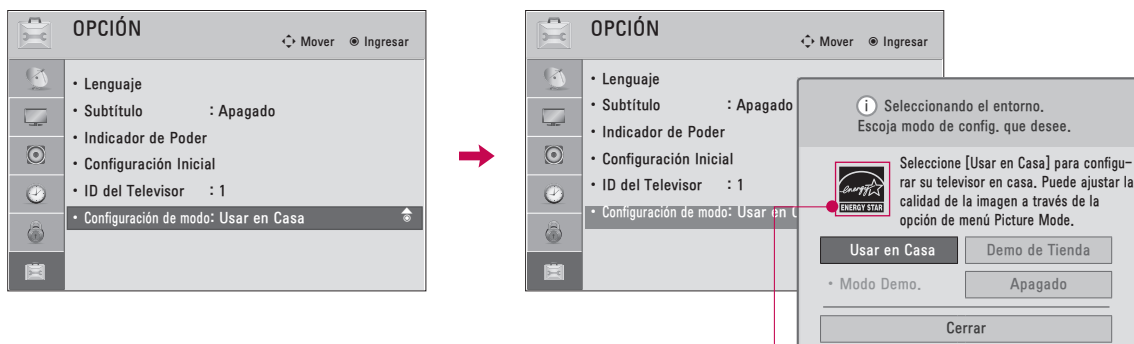 OPCIÓN
Mover Ingresar
• Lenguaje
• Subtítulo : Apagado
• Indicador de Poder
• Configuración Inicial
• ID del Televisor : 1
• Configuración de modo: Usar en Casa
OPCIÓN
Mover Ingresar
• Lenguaje
• Subtítulo : Apagado
• Indicador de Poder
• Configuración Inicial
• ID del Televisor : 1
• Configuración de modo: Usar en C
i Seleccionando el entorno.
Escoja modo de config. que desee.
energy
ENERGY STAR
Seleccione [Usar en Casa] para configu-
rar su televisor en casa. Puede ajustar la
calidad de la imagen a través de la
opción de menú Picture Mode.
Usar en Casa Demo de Tienda
• Modo Demo. Apagado
Cerrar